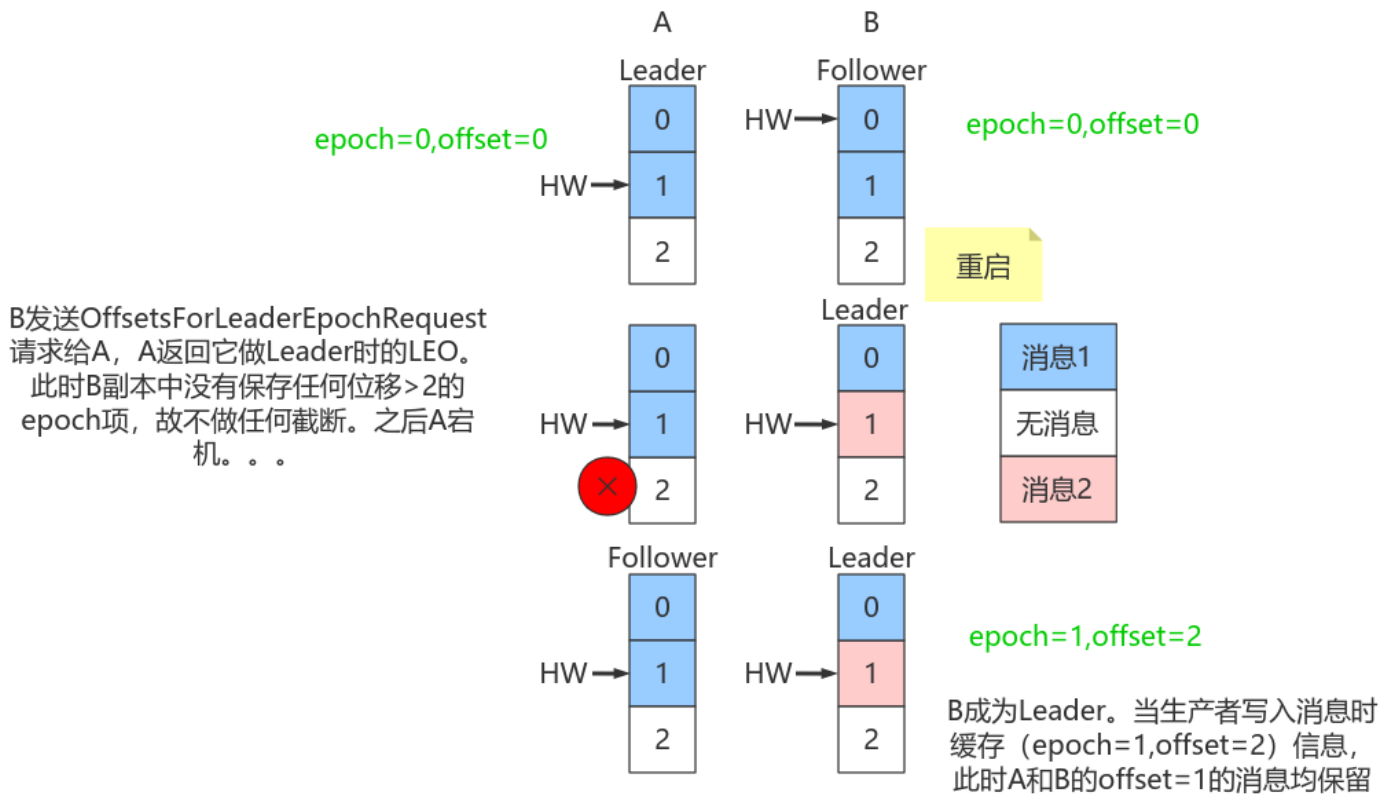 A
B
Leader
Follower
epoch=0,offset=0
0
HW
0
epoch=0,offset=0
HW
1
1
2
2
重启
B发送OffsetsForLeaderEpochRequest
请求给A，A返回它做Leader时的LEO。
此时B副本中没有保存任何位移>2的
epoch项，故不做任何截断。之后A宕
机。。。
Leader
0
0
HW
1
HW
1
2
2
消息1
无消息
消息2
Follower
Leader
0
0
HW
1
HW
1
2
2
epoch=1,offset=2
B成为Leader。当生产者写入消息时
缓存（epoch=1,offset=2）信息，
此时A和B的offset=1的消息均保留